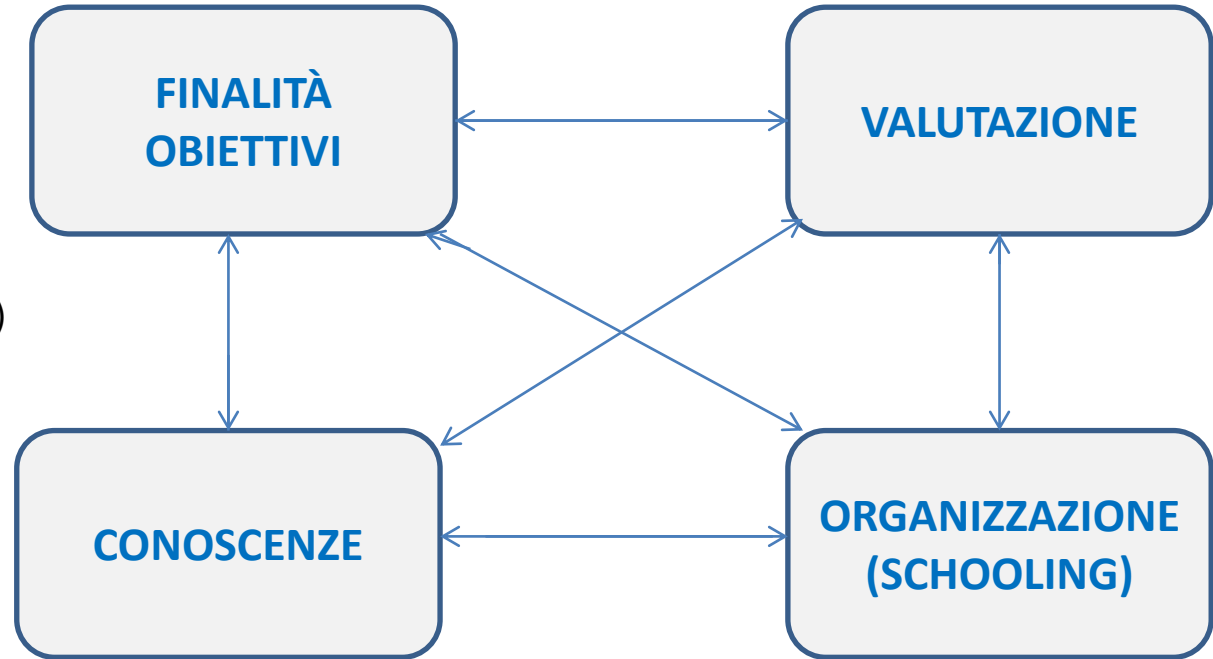 FINALITÀ
OBIETTIVI
VALUTAZIONE
)
CONOSCENZE
ORGANIZZAZIONE
(SCHOOLING)